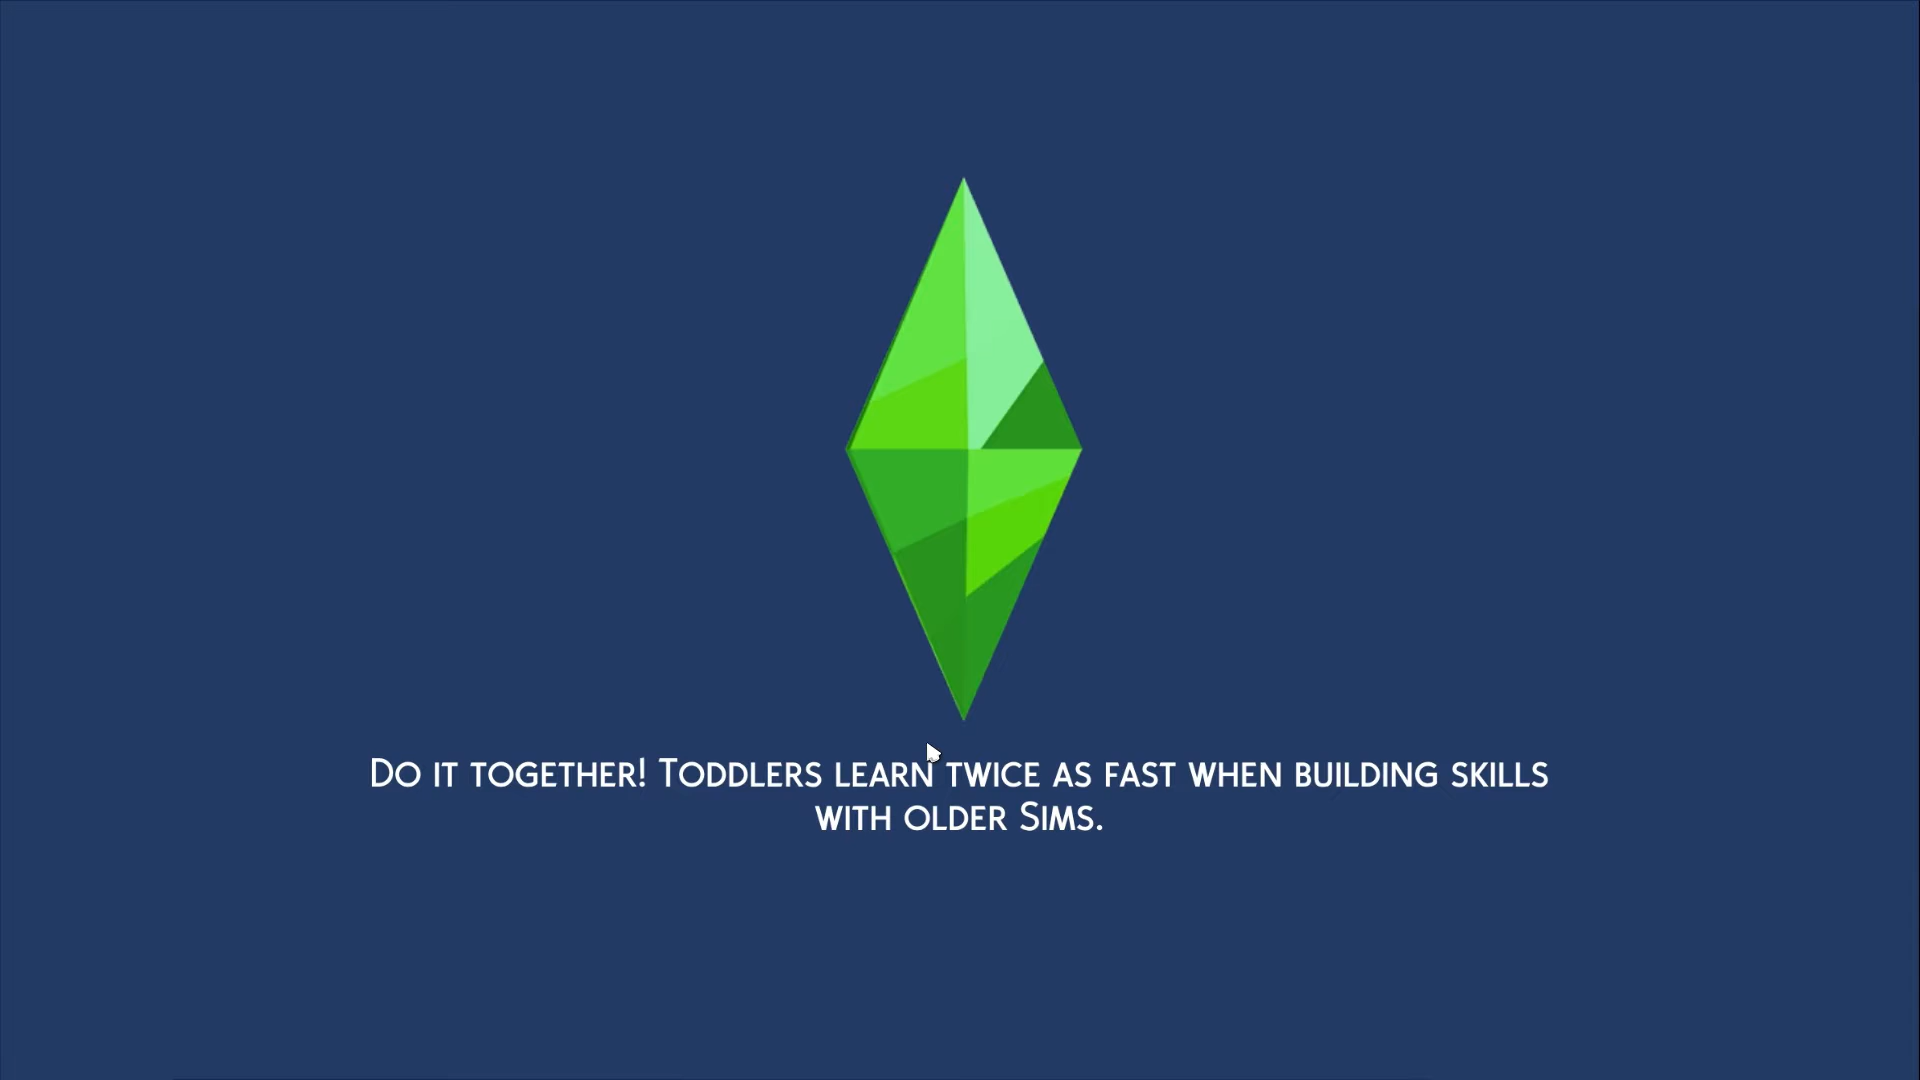 Do it together! Toddlers learn twice as fast when building skills
with older Sims.